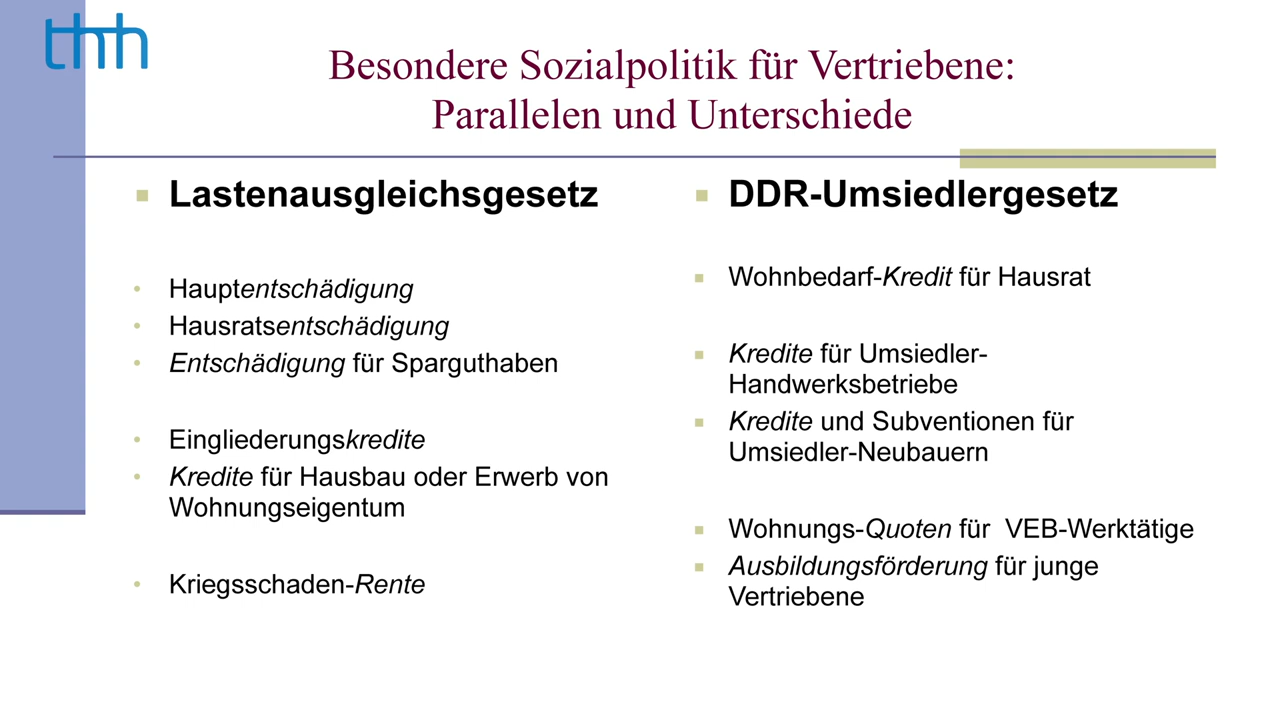 thh
Besondere Sozialpolitik für Vertriebene:
Parallelen und Unterschiede
Lastenausgleichsgesetz
Hauptentschädigung
Hausratsentschädigung
Entschädigung für Sparguthaben
Eingliederungskredite
Kredite für Hausbau oder Erwerb von
Wohnungseigentum
Kriegsschaden-Rente
DDR-Umsiedlergesetz
Wohnbedarf-Kredit für Hausrat
Kredite für Umsiedler-
Handwerksbetriebe
Kredite und Subventionen für
Umsiedler-Neubauern
Wohnungs-Quoten für  VEB-Werktätige
Ausbildungsförderung für junge
Vertriebene